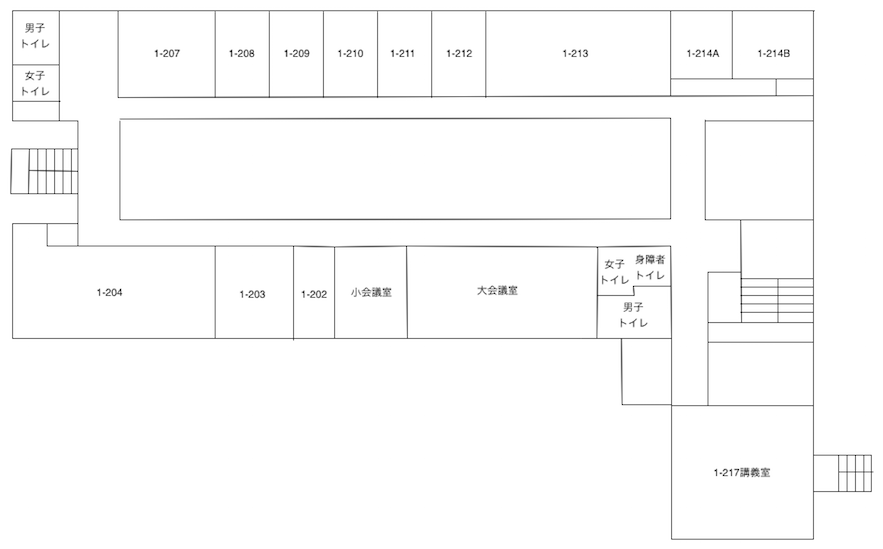 男子
トイレ
女子
トイレ
1-207
1-208
1-209
1-210
1-211
1-212
1-213
1-214A
1-214B
1-204
1-203
1-202
小会議室
大会議室
女子
トイレ
身障者
トイレ
男子
トイレ
1-217講義室